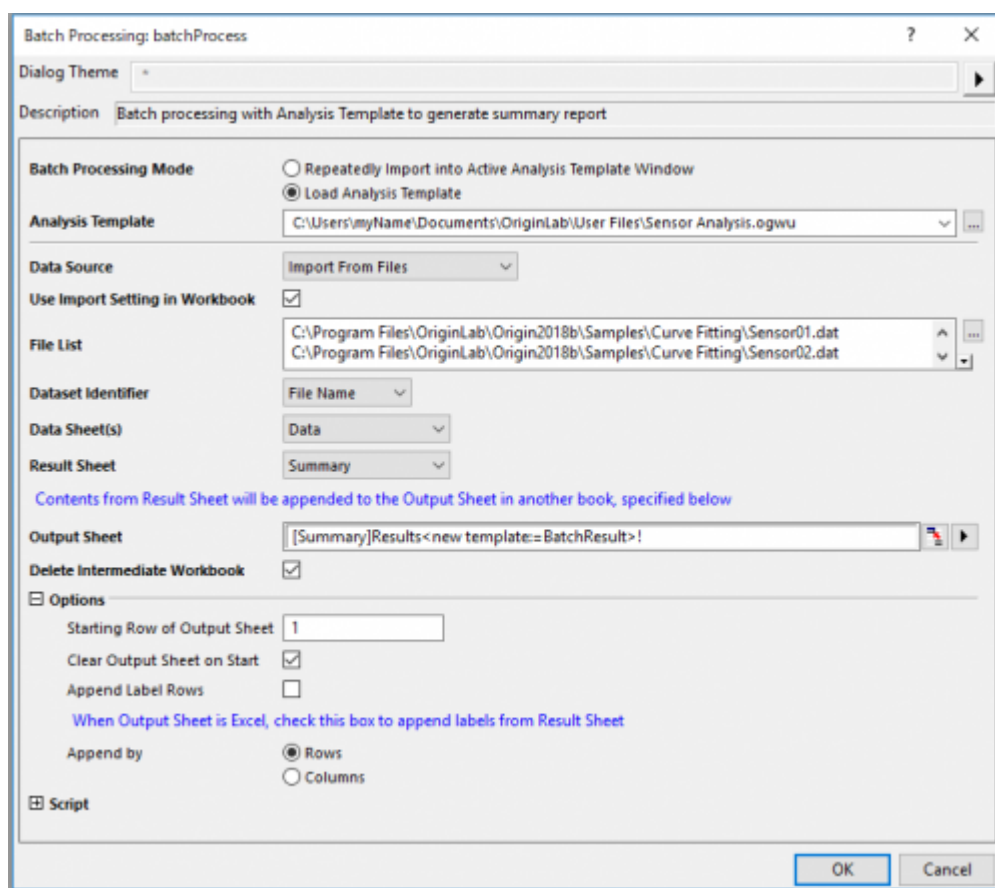 Batch Processing: batchProcess ?
Dialog Theme *
Description Batch processing with Analysis Template to generate summary report
Batch Processing Mode Repeatedly Import into Active Analysis Template Window
Load Analysis Template
Analysis Template C:\Users\myName\Documents\OriginLab\User Files\Sensor Analysis.ogwu ...
Data Source Import From Files
Use Import Setting in Workbook
File List C:\Program Files\OriginLab\Origin2018b\Samples\Curve Fitting\Sensor01.dat ...
C:\Program Files\OriginLab\Origin2018b\Samples\Curve Fitting\Sensor02.dat
Dataset Identifier File Name
Data Sheet(s) Data
Result Sheet Summary
Contents from Result Sheet will be appended to the Output Sheet in another book, specified below
Output Sheet [Summary]Results<new template:=BatchResult>!
Delete Intermediate Workbook
Options
Starting Row of Output Sheet 1
Clear Output Sheet on Start
Append Label Rows
When Output Sheet is Excel, check this box to append labels from Result Sheet
Append by Rows
Columns
Script
OK Cancel